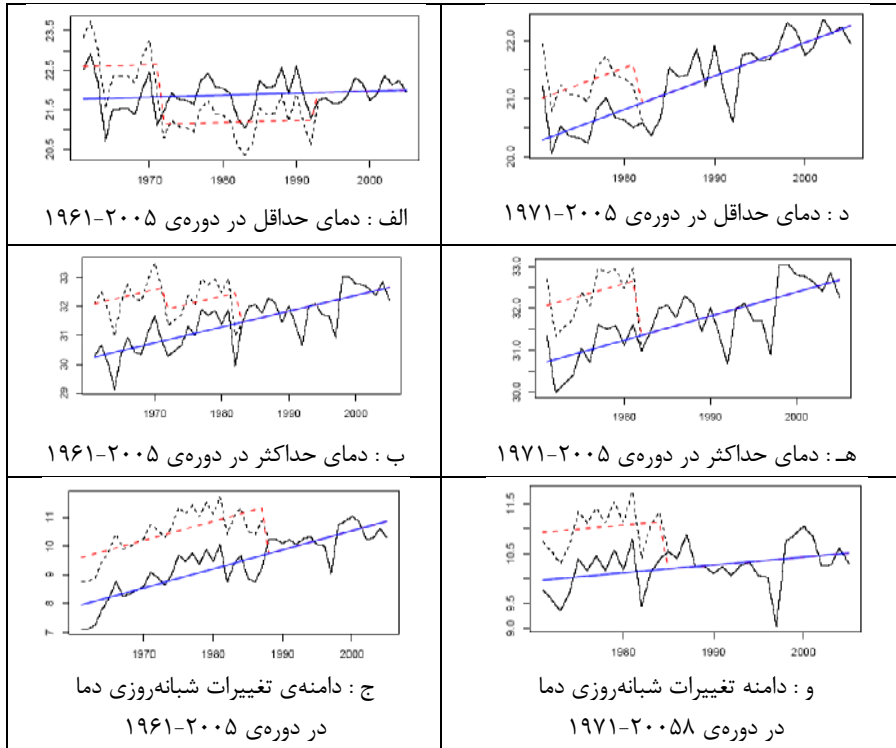 23.5
22.5
21.5
20.5
1970 1980 1990 2000
الف : دمای حداقل در دوره‌ی ۲۰۰۵-۱۹۶۱
33
32
31
30
29
1970 1980 1990 2000
ب : دمای حداکثر در دوره‌ی ۲۰۰۵-۱۹۶۱
11
10
9
8
7
1970 1980 1990 2000
ج : دامنه‌ی تغییرات شبانه‌روزی دما
در دوره‌ی ۲۰۰۵-۱۹۶۱
22.0
21.0
20.0
1980 1990 2000
د : دمای حداقل در دوره‌ی ۲۰۰۵-۱۹۷۱
33.0
32.0
31.0
30.0
1980 1990 2000
هـ : دمای حداکثر در دوره‌ی ۲۰۰۵-۱۹۷۱
11.5
10.5
9.5
9.0
1980 1990 2000
و : دامنه تغییرات شبانه‌روزی دما
در دوره‌ی ۲۰۰۵۸-۱۹۷۱